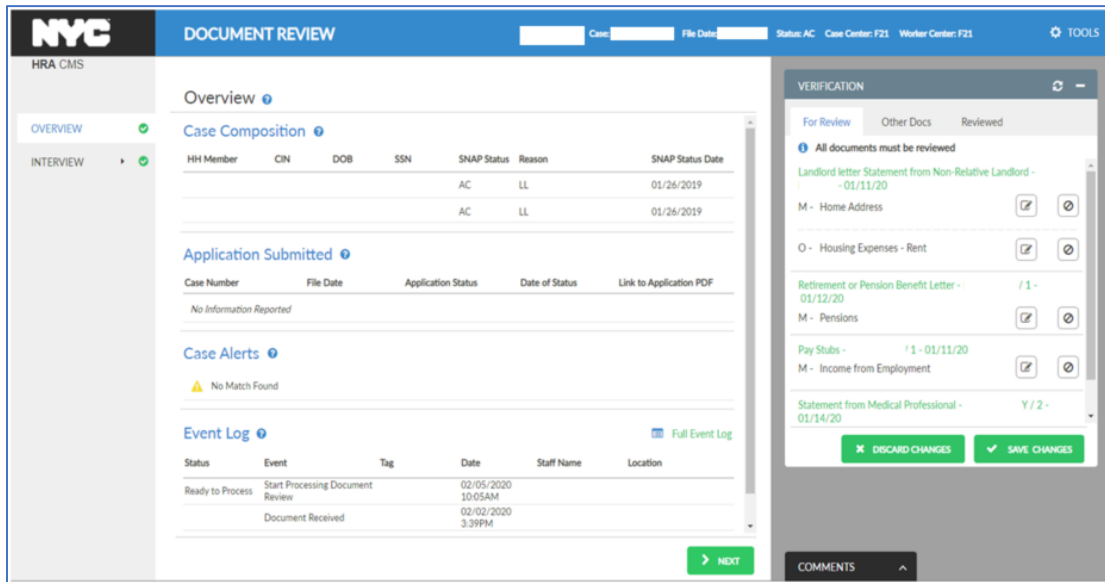 NYC
DOCUMENT REVIEW
Case:
File Date:
Status: AC Case Center: F21 Worker Center: F21
TOOLS
HRA CMS
OVERVIEW
INTERVIEW
Overview
Case Composition
HH Member CIN DOB SSN SNAP Status Reason SNAP Status Date
AC LL 01/26/2019
AC LL 01/26/2019
Application Submitted
Case Number File Date Application Status Date of Status Link to Application PDF
No Information Reported
Case Alerts
No Match Found
Event Log
Full Event Log
Status Event Tag Date Staff Name Location
Ready to Process Start Processing Document Review 02/05/2020 10:05AM
Document Received 02/02/2020 3:39PM
NEXT
VERIFICATION
For Review Other Docs Reviewed
All documents must be reviewed
Landlord letter Statement from Non-Relative Landlord -
- 01/11/20
M - Home Address
O - Housing Expenses - Rent
Retirement or Pension Benefit Letter - / 1 -
01/12/20
M - Pensions
Pay Stubs - / 1 - 01/11/20
M - Income from Employment
Statement from Medical Professional - Y / 2 -
01/14/20
DISCARD CHANGES
SAVE CHANGES
COMMENTS